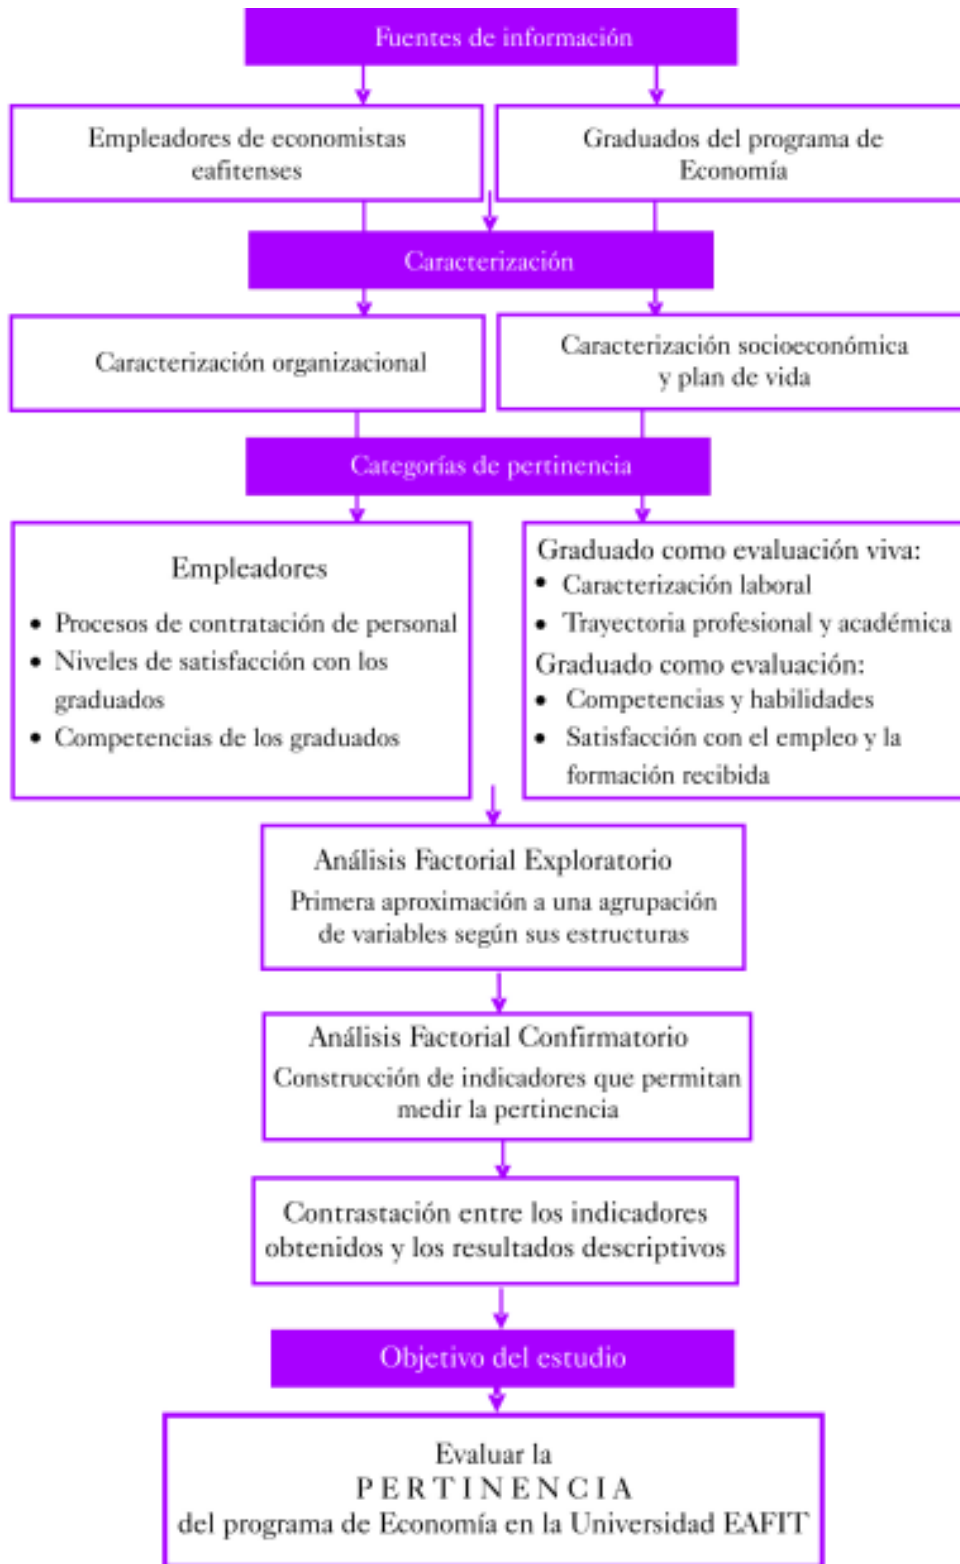 Fuentes de información
Empleadores de economistas
eafitenses
Graduados del programa de
Economía
Caracterización
Caracterización organizacional
Caracterización socioeconómica
y plan de vida
Categorías de pertinencia
Empleadores
• Procesos de contratación de personal
• Niveles de satisfacción con los
graduados
• Competencias de los graduados
Graduado como evaluación viva:
• Caracterización laboral
• Trayectoria profesional y académica
Graduado como evaluación:
• Competencias y habilidades
• Satisfacción con el empleo y la
formación recibida
Análisis Factorial Exploratorio
Primera aproximación a una agrupación
de variables según sus estructuras
Análisis Factorial Confirmatorio
Construcción de indicadores que permitan
medir la pertinencia
Contrastación entre los indicadores
obtenidos y los resultados descriptivos
Objetivo del estudio
Evaluar la
P E R T I N E N C I A
del programa de Economía en la Universidad EAFIT